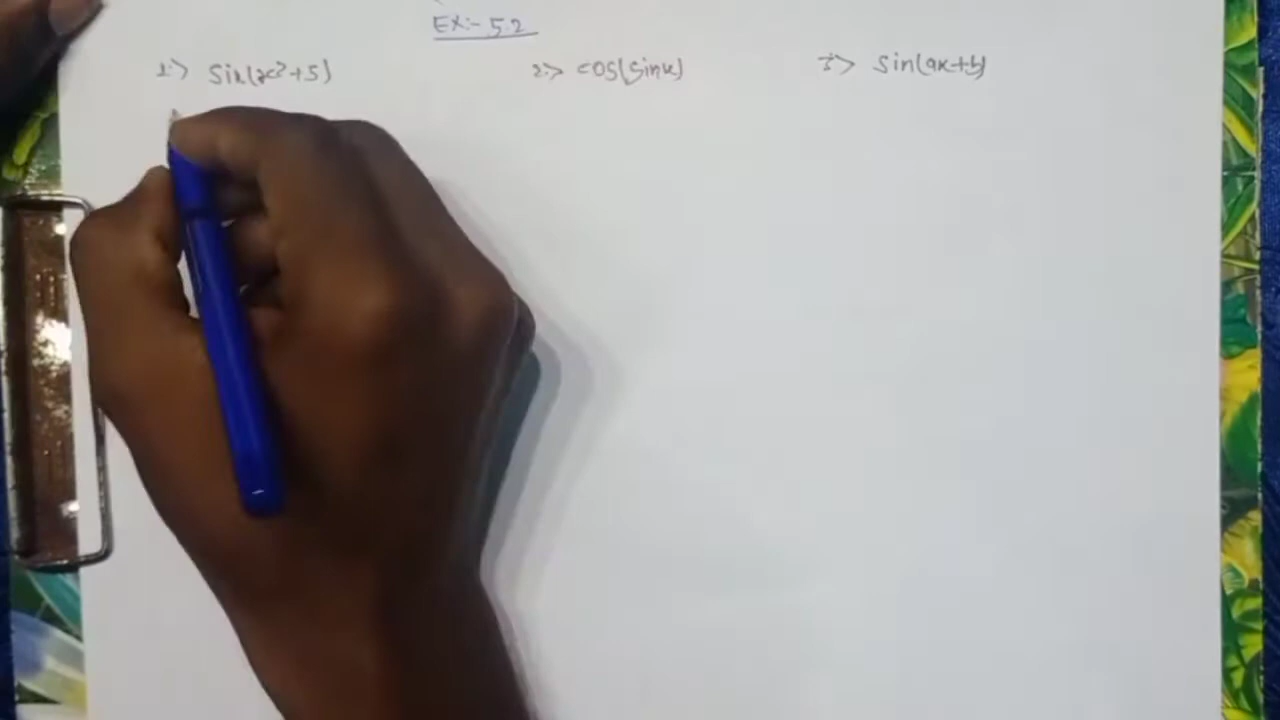 Ex:- 5.2
1:> sin(x²+5) 2:> cos(sinx) 3:> sin(ax+b)